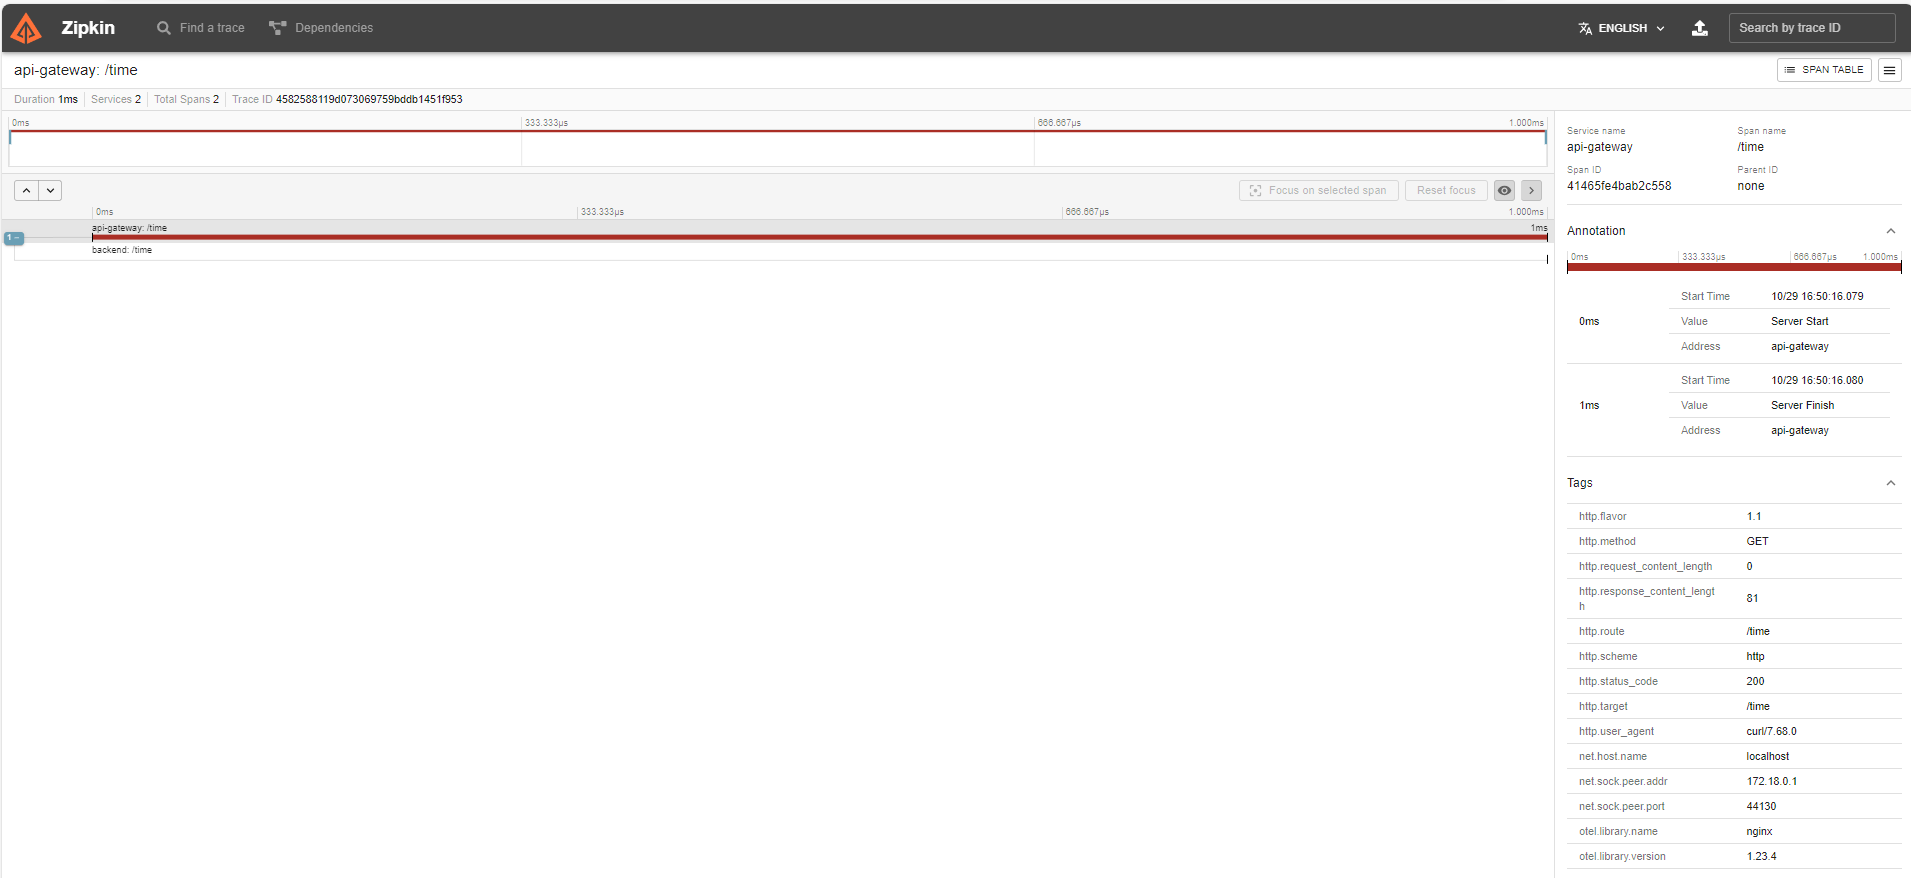 Zipkin
Find a trace
Dependencies
ENGLISH
Search by trace ID
api-gateway: /time
SPAN TABLE
Duration 1ms Services 2 Total Spans 2 Trace ID 4582588119d073069759bddb1451f953
0ms 333.333µs 666.667µs 1.000ms
Focus on selected span
Reset focus
0ms 333.333µs 666.667µs 1.000ms
api-gateway: /time 1ms
1 −
backend: /time
Service name Span name
api-gateway /time
Span ID Parent ID
41465fe4bab2c558 none
Annotation
0ms 333.333µs 666.667µs 1.000ms
Start Time 10/29 16:50:16.079
0ms Value Server Start
Address api-gateway
Start Time 10/29 16:50:16.080
1ms Value Server Finish
Address api-gateway
Tags
http.flavor 1.1
http.method GET
http.request_content_length 0
http.response_content_lengt
h 81
http.route /time
http.scheme http
http.status_code 200
http.target /time
http.user_agent curl/7.68.0
net.host.name localhost
net.sock.peer.addr 172.18.0.1
net.sock.peer.port 44130
otel.library.name nginx
otel.library.version 1.23.4